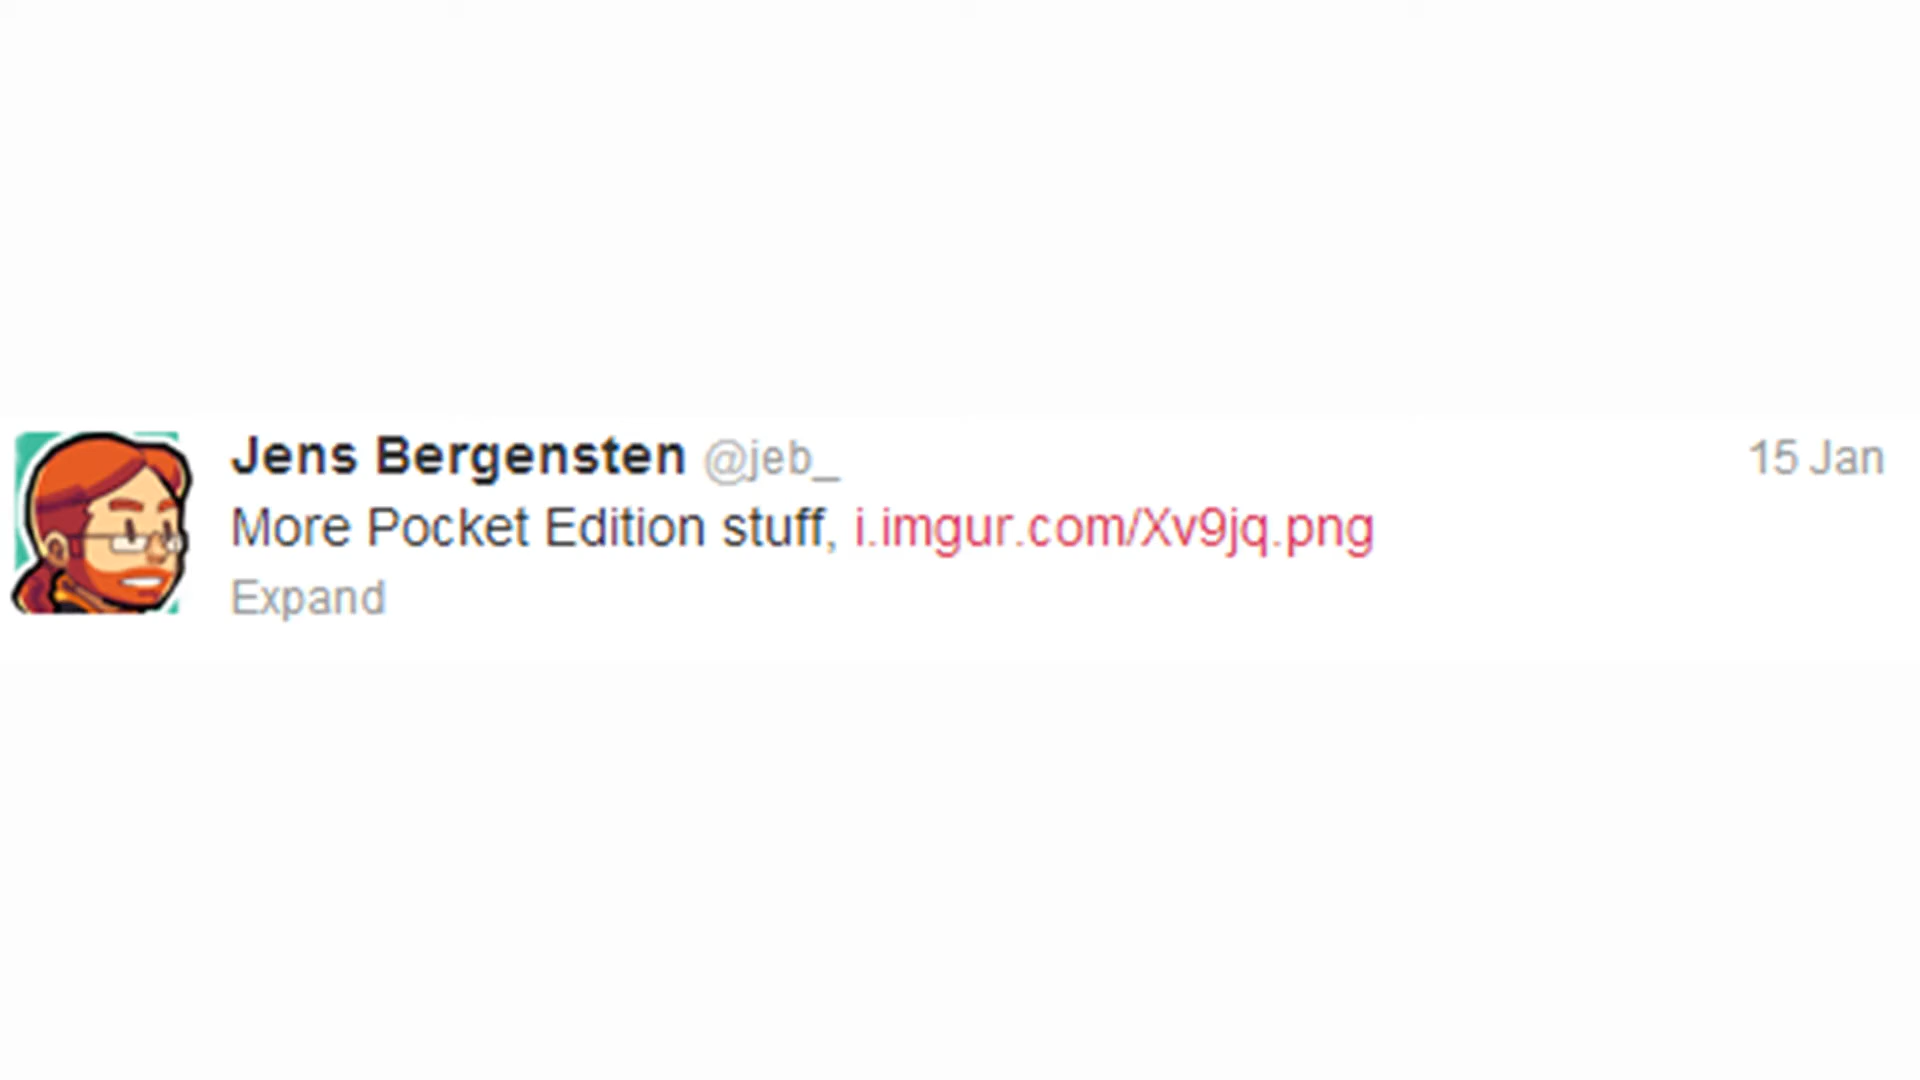 Jens Bergensten @jeb_ 15 Jan
More Pocket Edition stuff, i.imgur.com/Xv9jq.png
Expand